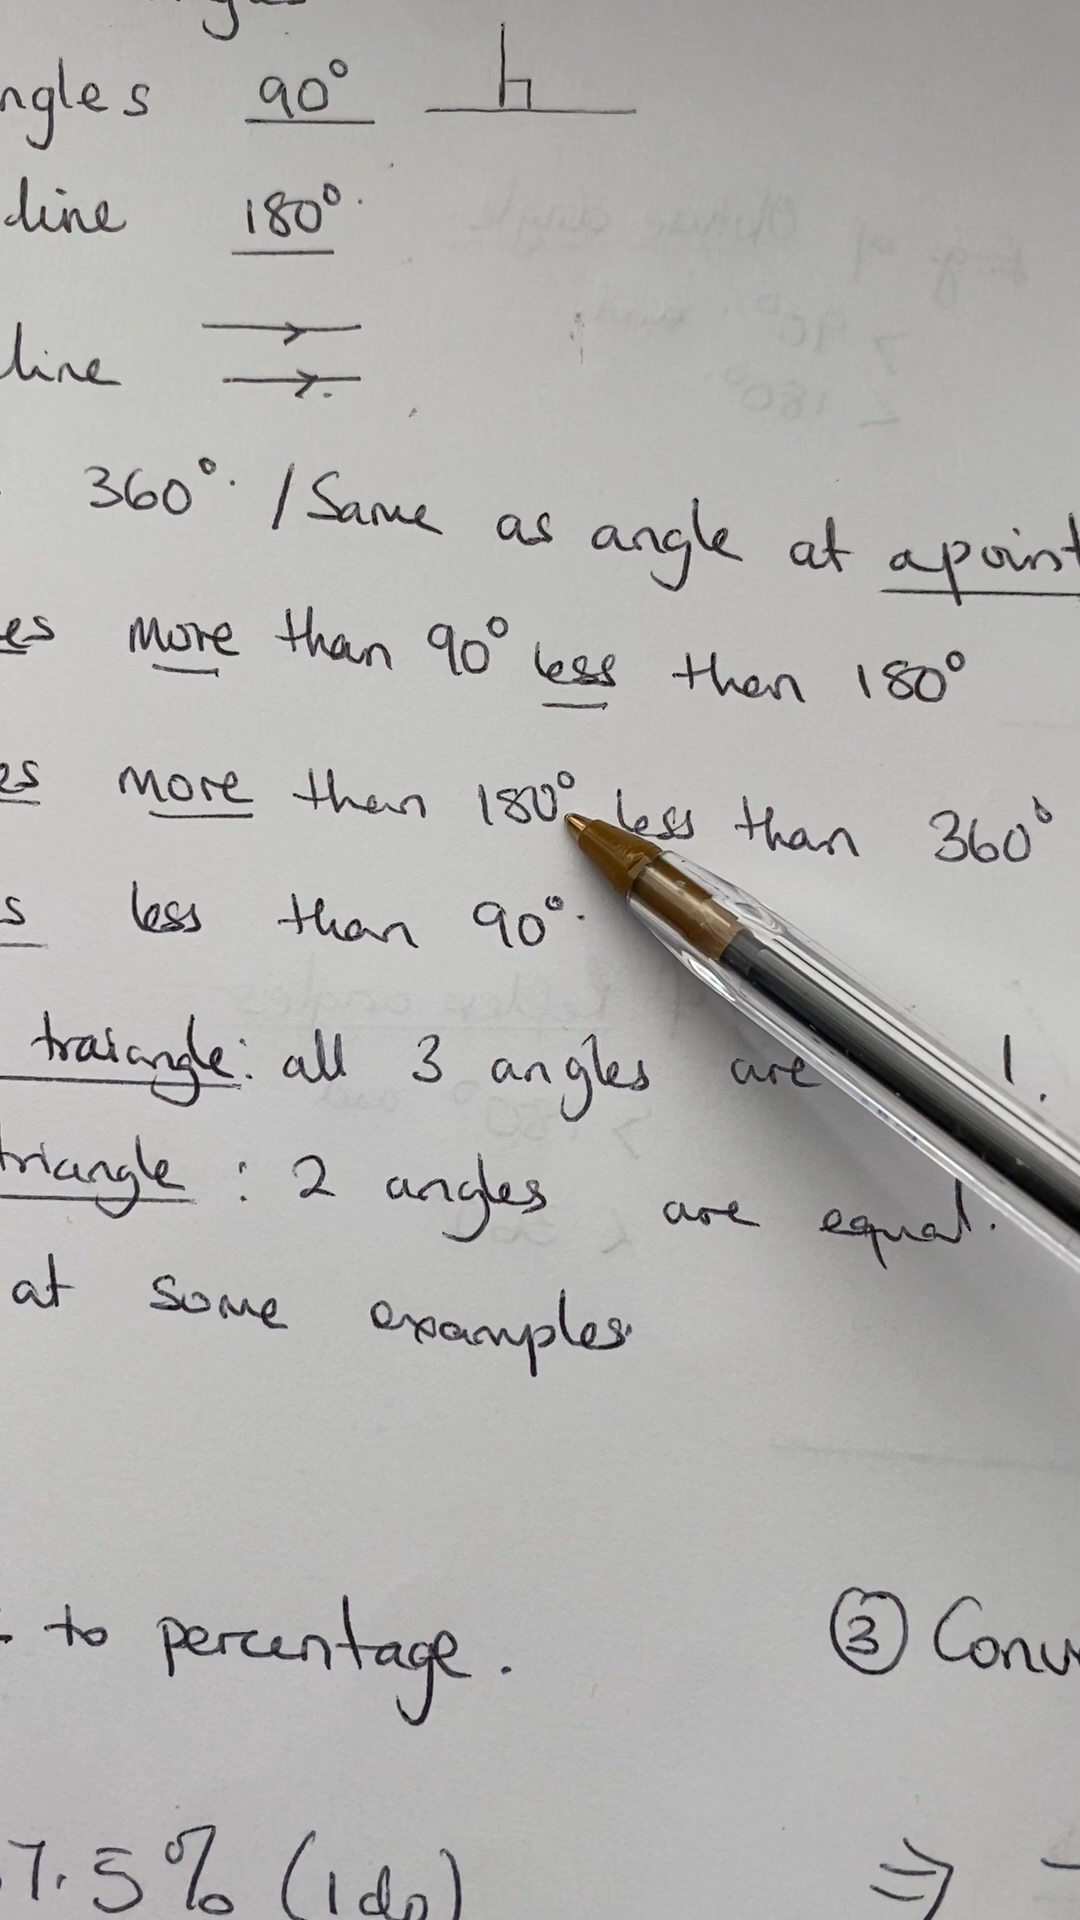 ngles 90°
line 180°.
line
360°. / Same as angle at a point
es more than 90° less than 180°
es more than 180° less than 360°
s less than 90°.
traiangle: all 3 angles are l.
triangle : 2 angles are equal.
at some examples.
to percentage. ③ Conv
7.5% (1dp) ⇒